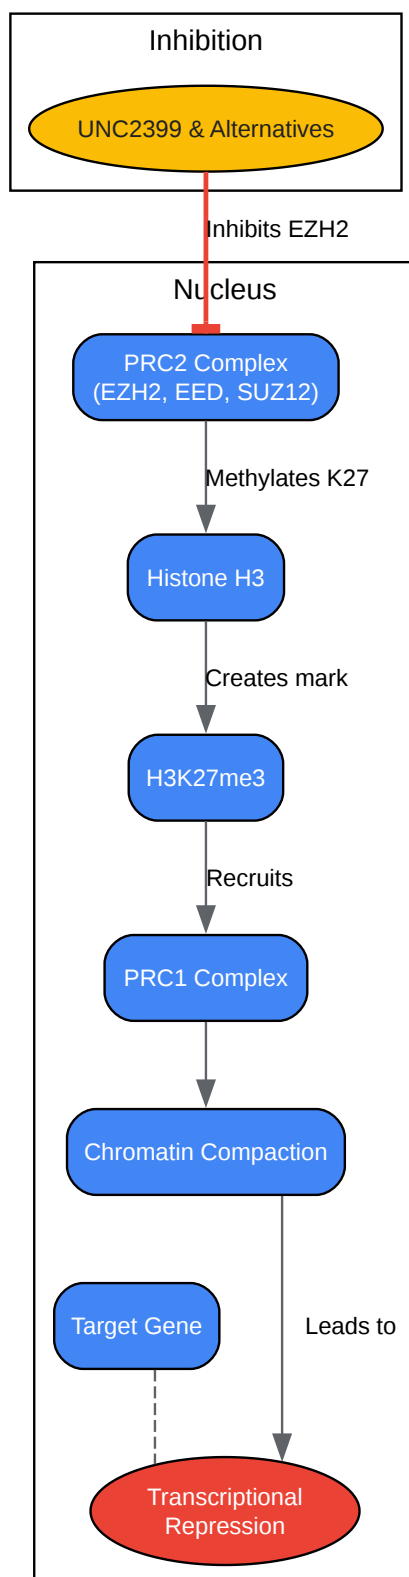 Inhibition
UNC2399 & Alternatives
Inhibits EZH2
Nucleus
PRC2 Complex
(EZH2, EED, SUZ12)
Methylates K27
Histone H3
Creates mark
H3K27me3
Recruits
PRC1 Complex
Chromatin Compaction
Target Gene
Leads to
Transcriptional
Repression